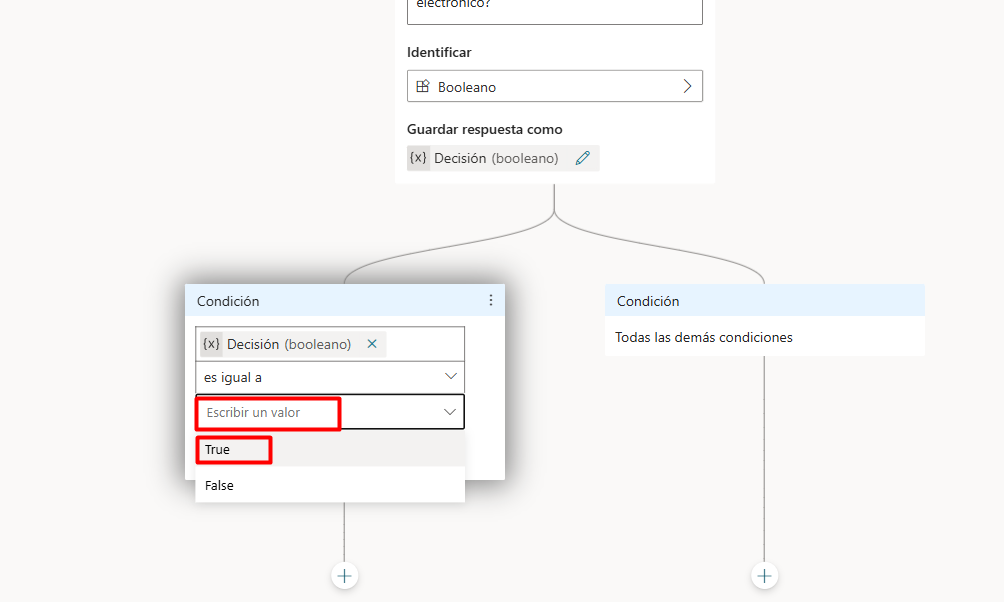 electrónico?
Identificar
Booleano
Guardar respuesta como
{x} Decisión (booleano)
Condición
{x} Decisión (booleano)
es igual a
Escribir un valor
True
False
Condición
Todas las demás condiciones